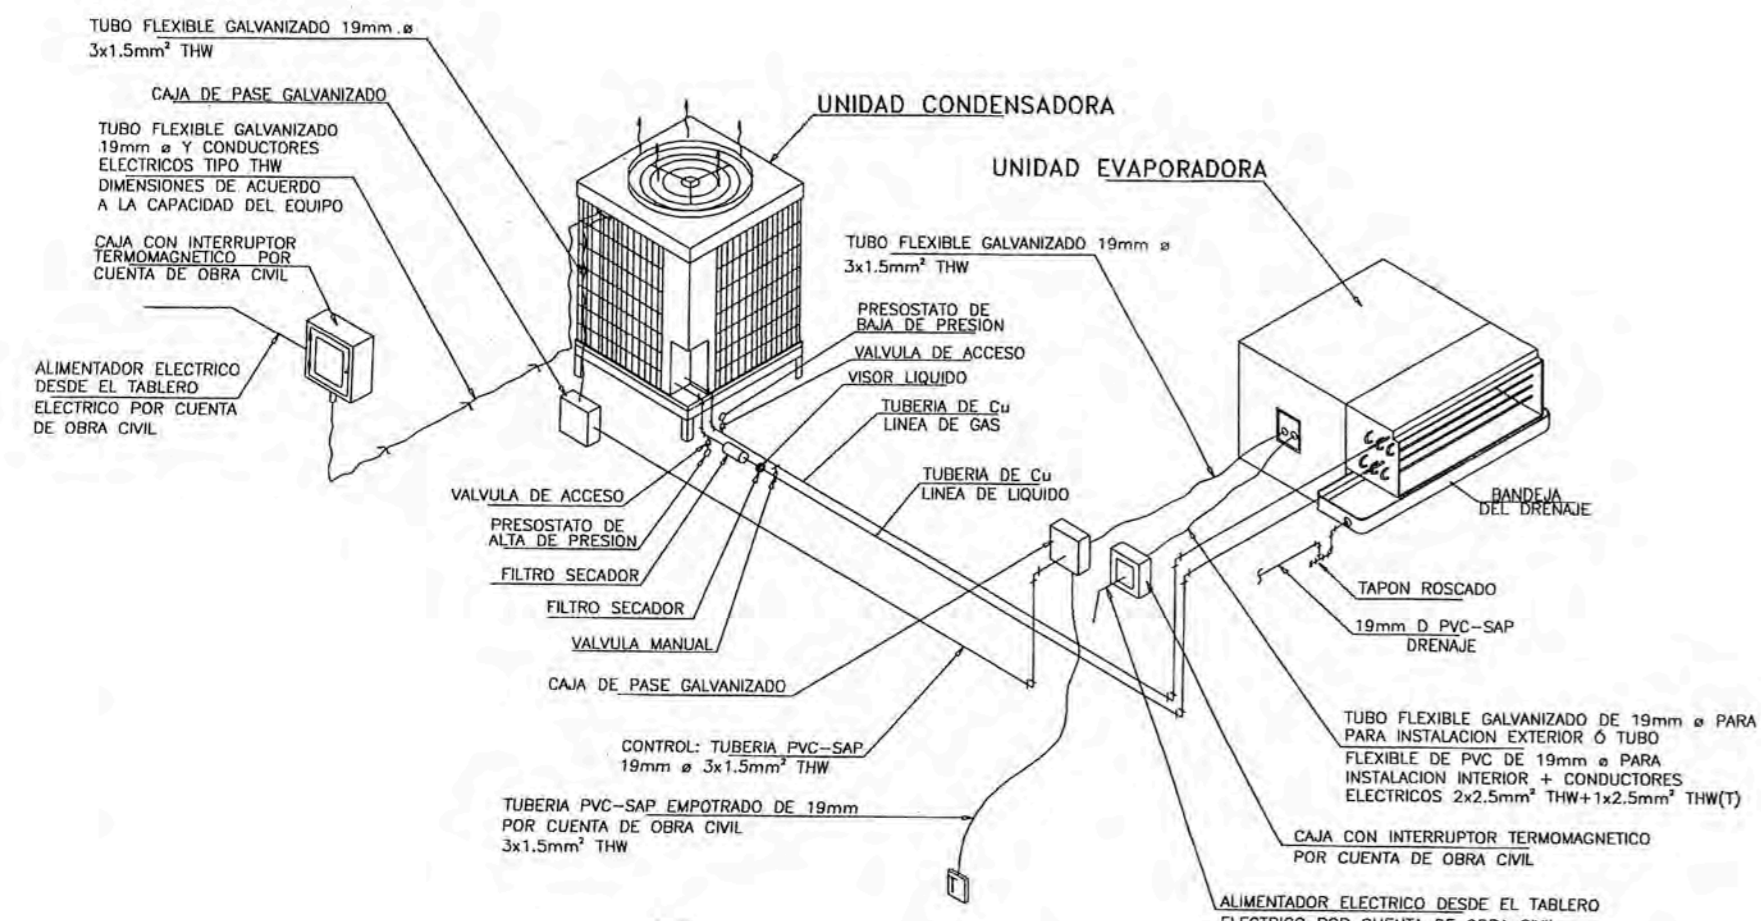 TUBO FLEXIBLE GALVANIZADO 19mm.ø
3x1.5mm² THW
CAJA DE PASE GALVANIZADO
TUBO FLEXIBLE GALVANIZADO
19mm ø Y CONDUCTORES
ELECTRICOS TIPO THW
DIMENSIONES DE ACUERDO
A LA CAPACIDAD DEL EQUIPO
CAJA CON INTERRUPTOR
TERMOMAGNETICO POR
CUENTA DE OBRA CIVIL
ALIMENTADOR ELECTRICO
DESDE EL TABLERO
ELECTRICO POR CUENTA
DE OBRA CIVIL
UNIDAD CONDENSADORA
UNIDAD EVAPORADORA
TUBO FLEXIBLE GALVANIZADO 19mm ø
3x1.5mm² THW
PRESOSTATO DE
BAJA DE PRESION
VALVULA DE ACCESO
VISOR LIQUIDO
TUBERIA DE Cu
LINEA DE GAS
TUBERIA DE Cu
LINEA DE LIQUIDO
VALVULA DE ACCESO
PRESOSTATO DE
ALTA DE PRESION
FILTRO SECADOR
FILTRO SECADOR
VALVULA MANUAL
CAJA DE PASE GALVANIZADO
CONTROL: TUBERIA PVC-SAP
19mm ø 3x1.5mm² THW
TUBERIA PVC-SAP EMPOTRADO DE 19mm
POR CUENTA DE OBRA CIVIL
3x1.5mm² THW
T
BANDEJA
DEL DRENAJE
TAPON ROSCADO
19mm D PVC-SAP
DRENAJE
TUBO FLEXIBLE GALVANIZADO DE 19mm ø PARA
PARA INSTALACION EXTERIOR Ó TUBO
FLEXIBLE DE PVC DE 19mm ø PARA
INSTALACION INTERIOR + CONDUCTORES
ELECTRICOS 2x2.5mm² THW+1x2.5mm² THW(T)
CAJA CON INTERRUPTOR TERMOMAGNETICO
POR CUENTA DE OBRA CIVIL
ALIMENTADOR ELECTRICO DESDE EL TABLERO
ELECTRICO POR CUENTA DE OBRA CIVIL